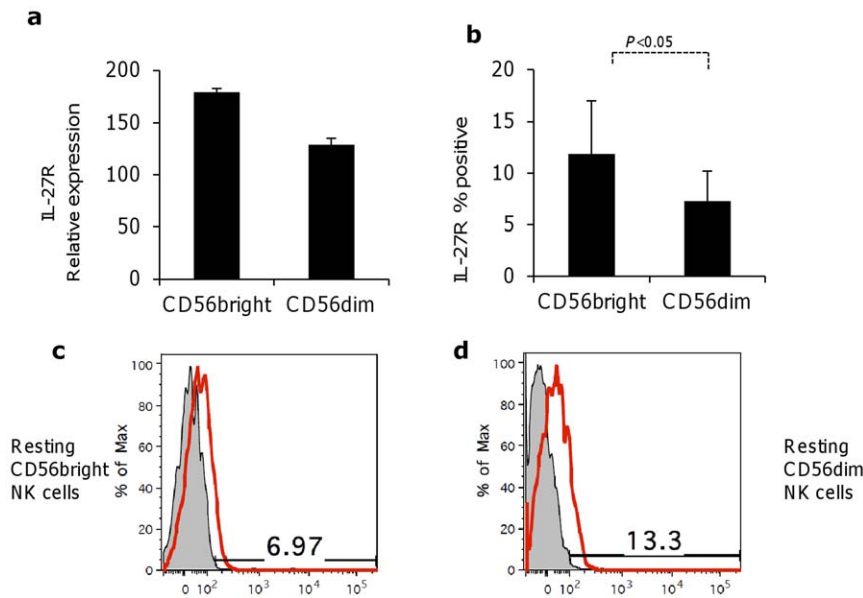 a
IL-27R
Relative expression
200
150
100
50
0
CD56bright CD56dim
b
P<0.05
IL-27R % positive
20
15
10
5
0
CD56bright CD56dim
c
Resting
CD56bright
NK cells
% of Max
100
80
60
40
20
0
6.97
0 10² 10³ 10⁴ 10⁵
d
% of Max
100
80
60
40
20
0
13.3
0 10² 10³ 10⁴ 10⁵
Resting
CD56dim
NK cells